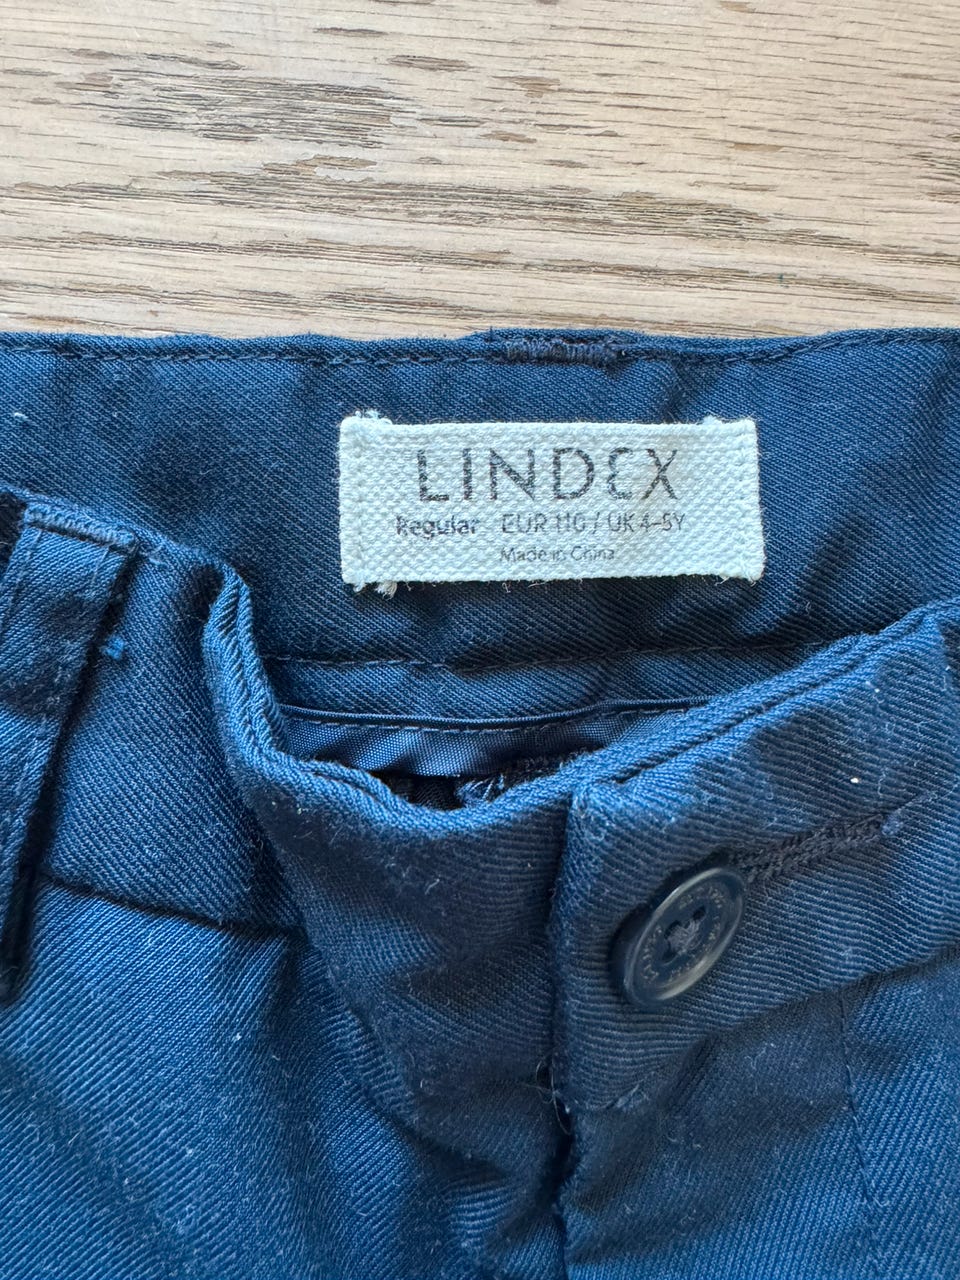 LINDEX
Regular EUR 110 / UK 4-5Y
Made in China